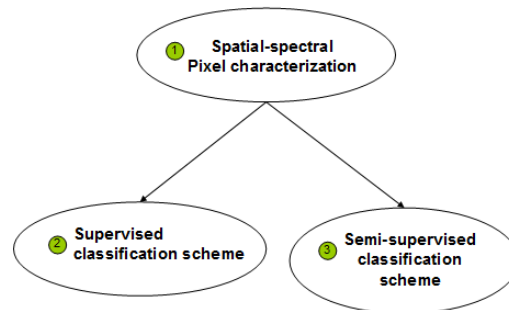 1 Spatial-spectral
Pixel characterization
2 Supervised
classification scheme
3 Semi-supervised
classification
scheme